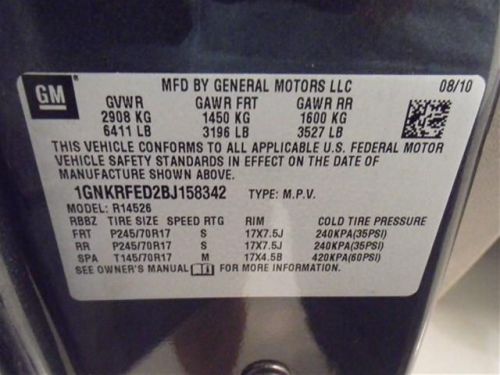 GM
MFD BY GENERAL MOTORS LLC 08/10
GVWR GAWR FRT GAWR RR
2908 KG 1450 KG 1600 KG
6411 LB 3196 LB 3527 LB
THIS VEHICLE CONFORMS TO ALL APPLICABLE U.S. FEDERAL MOTOR
VEHICLE SAFETY STANDARDS IN EFFECT ON THE DATE OF
MANUFACTURE SHOWN ABOVE.
1GNKRFED2BJ158342 TYPE: M.P.V.
MODEL: R14526
RBBZ TIRE SIZE SPEED RTG RIM COLD TIRE PRESSURE
FRT P245/70R17 S 17X7.5J 240KPA(35PSI)
RR P245/70R17 S 17X7.5J 240KPA(35PSI)
SPA T145/70R17 M 17X4.5B 420KPA(60PSI)
SEE OWNER'S MANUAL FOR MORE INFORMATION.